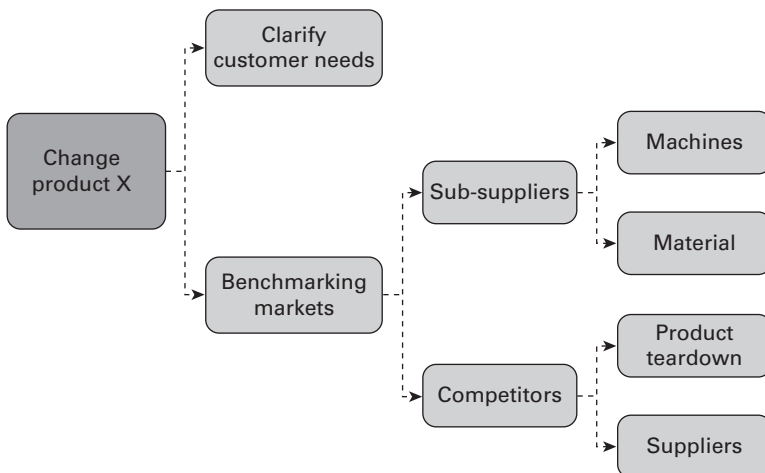 Clarify
customer needs
Change
product X
Benchmarking
markets
Sub-suppliers
Machines
Material
Competitors
Product
teardown
Suppliers